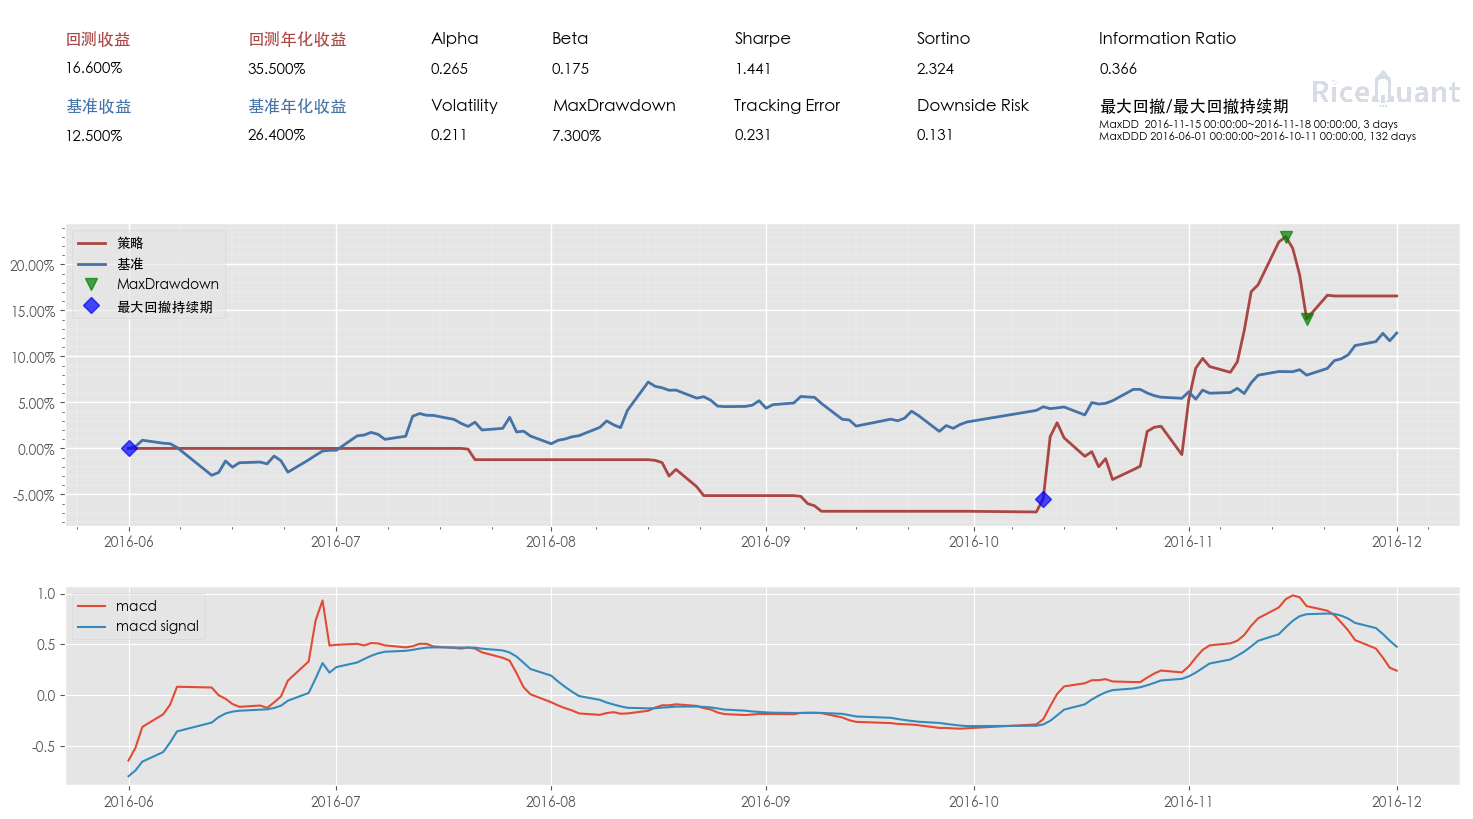 回测收益 回测年化收益 Alpha Beta Sharpe Sortino Information Ratio
16.600% 35.500% 0.265 0.175 1.441 2.324 0.366
RiceQuant
基准收益 基准年化收益 Volatility MaxDrawdown Tracking Error Downside Risk 最大回撤/最大回撤持续期
12.500% 26.400% 0.211 7.300% 0.231 0.131
MaxDD 2016-11-15 00:00:00~2016-11-18 00:00:00, 3 days
MaxDDD 2016-06-01 00:00:00~2016-10-11 00:00:00, 132 days
策略
基准
MaxDrawdown
最大回撤持续期
20.00%
15.00%
10.00%
5.00%
0.00%
-5.00%
2016-06 2016-07 2016-08 2016-09 2016-10 2016-11 2016-12
macd
macd signal
1.0
0.5
0.0
-0.5
2016-06 2016-07 2016-08 2016-09 2016-10 2016-11 2016-12